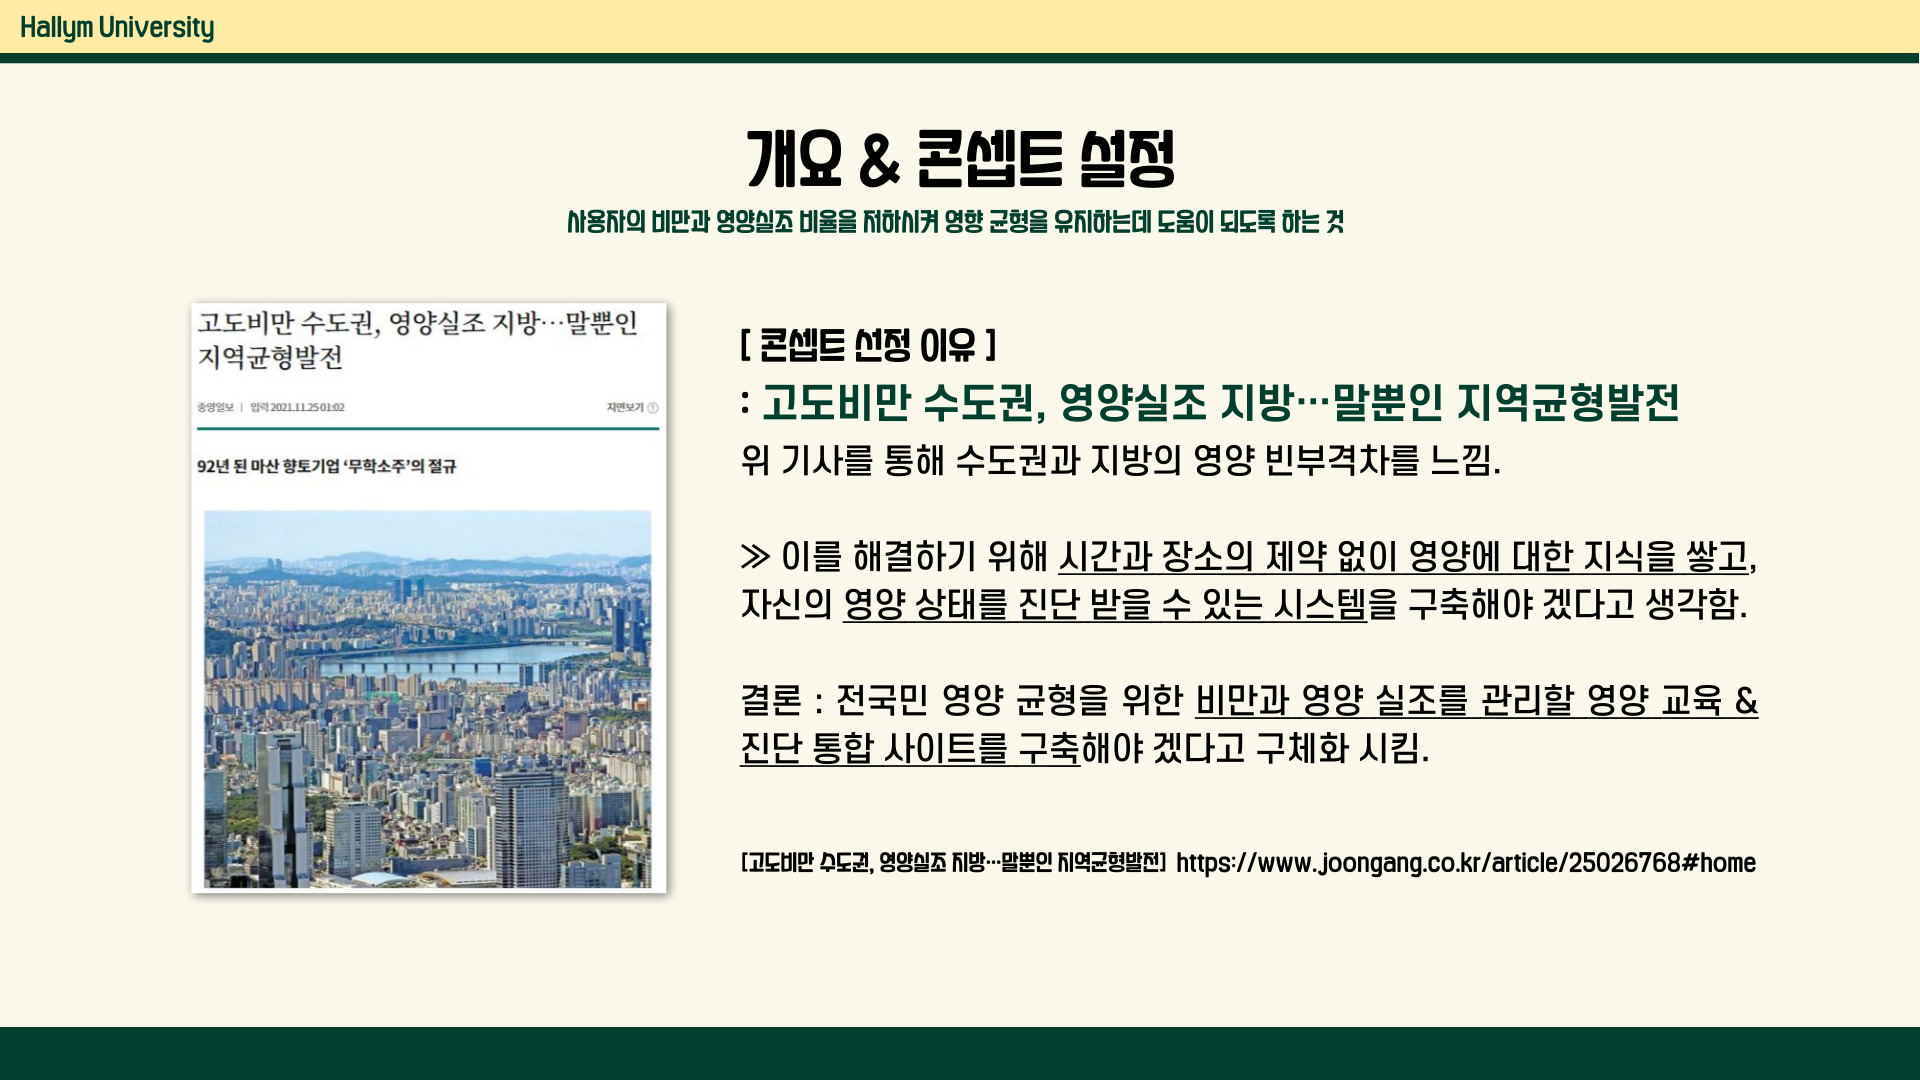 Hallym University
개요 & 콘셉트 설정
사용자의 비만과 영양실조 비율을 저하시켜 영향 균형을 유지하는데 도움이 되도록 하는 것
고도비만 수도권, 영양실조 지방…말뿐인
지역균형발전
중앙일보 | 입력 2021.11.25 01:02
지면보기 ①
92년 된 마산 향토기업 ‘무학소주’의 절규
[ 콘셉트 선정 이유 ]
: 고도비만 수도권, 영양실조 지방…말뿐인 지역균형발전
위 기사를 통해 수도권과 지방의 영양 빈부격차를 느낌.
≫ 이를 해결하기 위해 시간과 장소의 제약 없이 영양에 대한 지식을 쌓고,
자신의 영양 상태를 진단 받을 수 있는 시스템을 구축해야 겠다고 생각함.
결론 : 전국민 영양 균형을 위한 비만과 영양 실조를 관리할 영양 교육 &
진단 통합 사이트를 구축해야 겠다고 구체화 시킴.
[고도비만 수도권, 영양실조 지방…말뿐인 지역균형발전] https://www.joongang.co.kr/article/25026768#home